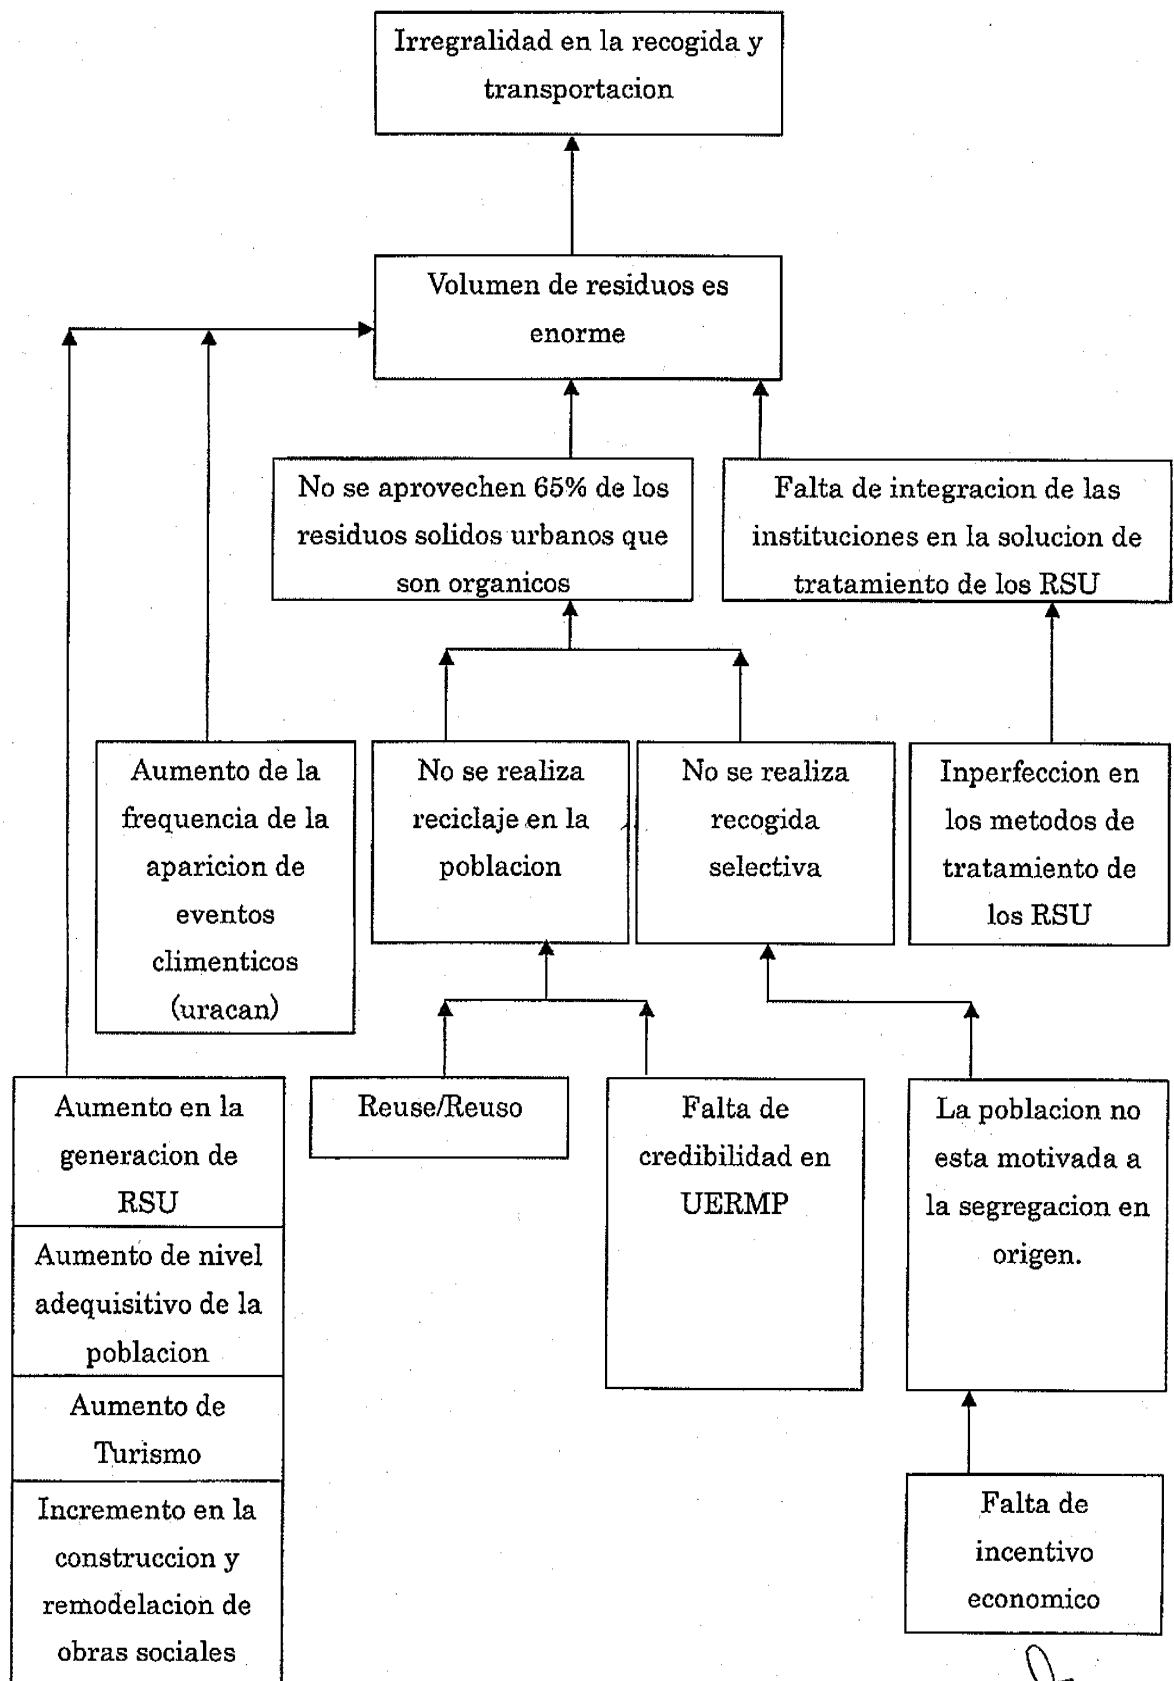 Irregralidad en la recogida y
transportacion
Volumen de residuos es
enorme
No se aprovechen 65% de los
residuos solidos urbanos que
son organicos
Falta de integracion de las
instituciones en la solucion de
tratamiento de los RSU
Aumento de la
frequencia de la
aparicion de
eventos
climenticos
(uracan)
No se realiza
reciclaje en la
poblacion
No se realiza
recogida
selectiva
Inperfeccion en
los metodos de
tratamiento de
los RSU
Aumento en la
generacion de
RSU
Aumento de nivel
adequisitivo de la
poblacion
Aumento de
Turismo
Incremento en la
construccion y
remodelacion de
obras sociales
Reuse/Reuso
Falta de
credibilidad en
UERMP
La poblacion no
esta motivada a
la segregacion en
origen.
Falta de
incentivo
economico